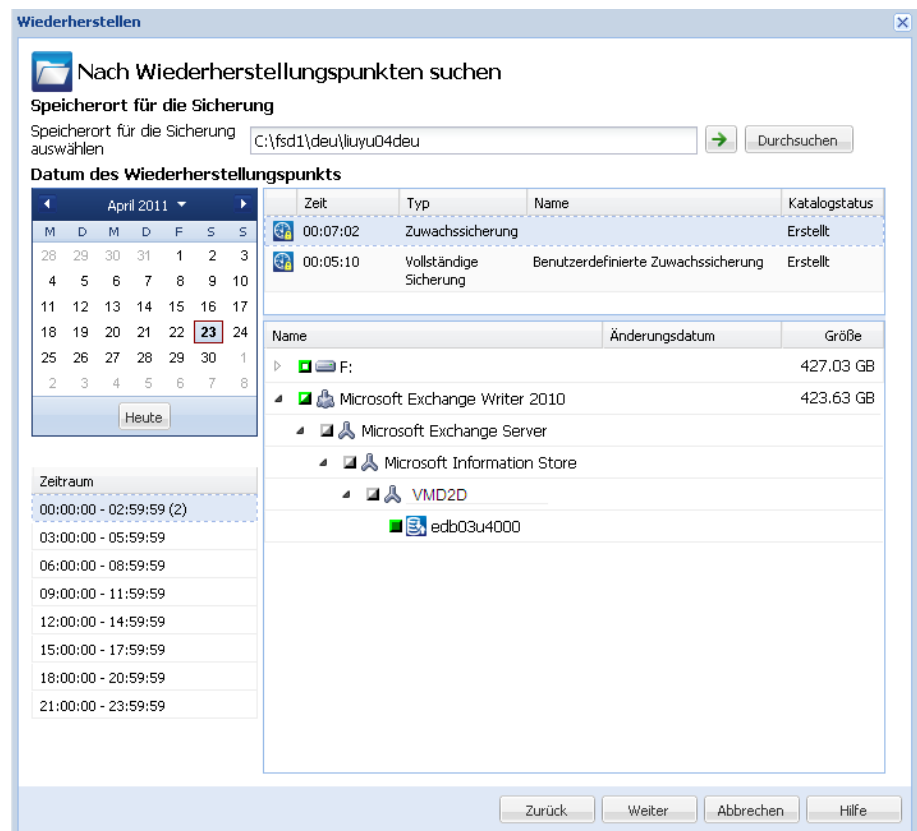 Wiederherstellen
Nach Wiederherstellungspunkten suchen
Speicherort für die Sicherung
Speicherort für die Sicherung
auswählen
C:\fsd1\deu\liuyu04deu
Durchsuchen
Datum des Wiederherstellungspunkts
April 2011
M D M D F S S
28 29 30 31 1 2 3
4 5 6 7 8 9 10
11 12 13 14 15 16 17
18 19 20 21 22 23 24
25 26 27 28 29 30 1
2 3 4 5 6 7 8
Heute
Zeitraum
00:00:00 - 02:59:59 (2)
03:00:00 - 05:59:59
06:00:00 - 08:59:59
09:00:00 - 11:59:59
12:00:00 - 14:59:59
15:00:00 - 17:59:59
18:00:00 - 20:59:59
21:00:00 - 23:59:59
Zeit Typ Name Katalogstatus
00:07:02 Zuwachssicherung Erstellt
00:05:10 Vollständige Benutzerdefinierte Zuwachssicherung Erstellt
Sicherung
Name Änderungsdatum Größe
F: 427.03 GB
Microsoft Exchange Writer 2010 423.63 GB
Microsoft Exchange Server
Microsoft Information Store
VMD2D
edb03u4000
Zurück Weiter Abbrechen Hilfe